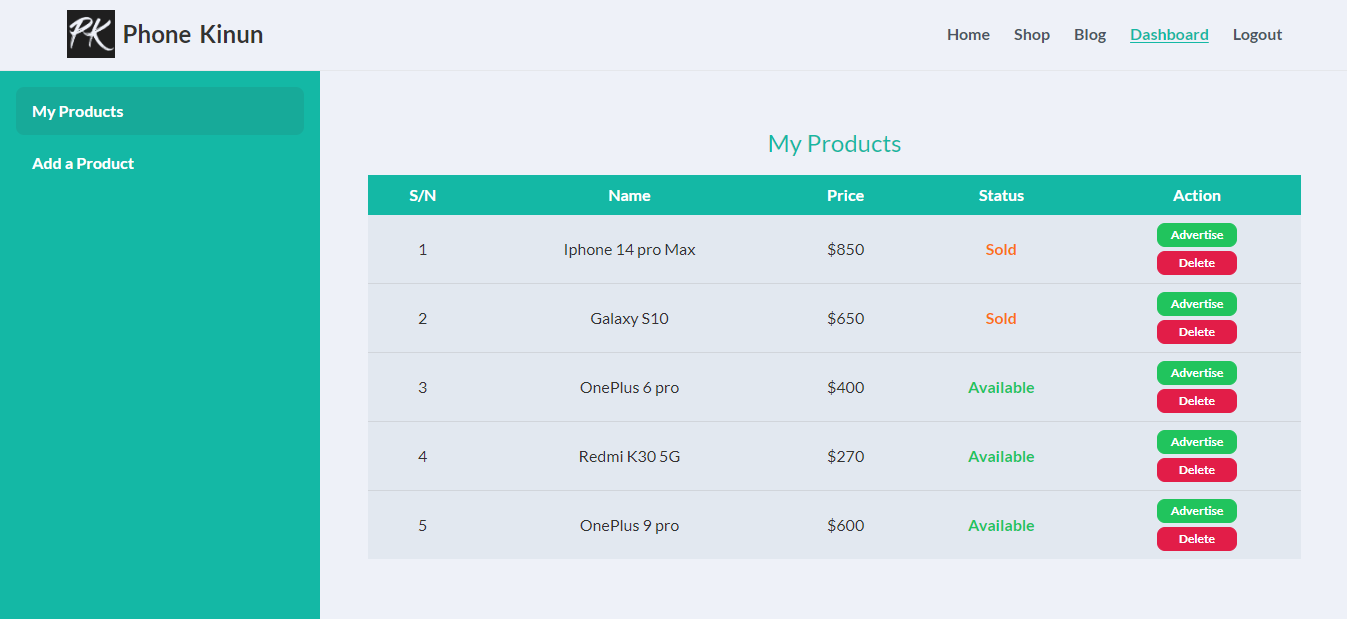 PK Phone Kinun Home Shop Blog Dashboard Logout
My Products
Add a Product
My Products
S/N Name Price Status Action
1 Iphone 14 pro Max $850 Sold Advertise
Delete
2 Galaxy S10 $650 Sold Advertise
Delete
3 OnePlus 6 pro $400 Available Advertise
Delete
4 Redmi K30 5G $270 Available Advertise
Delete
5 OnePlus 9 pro $600 Available Advertise
Delete